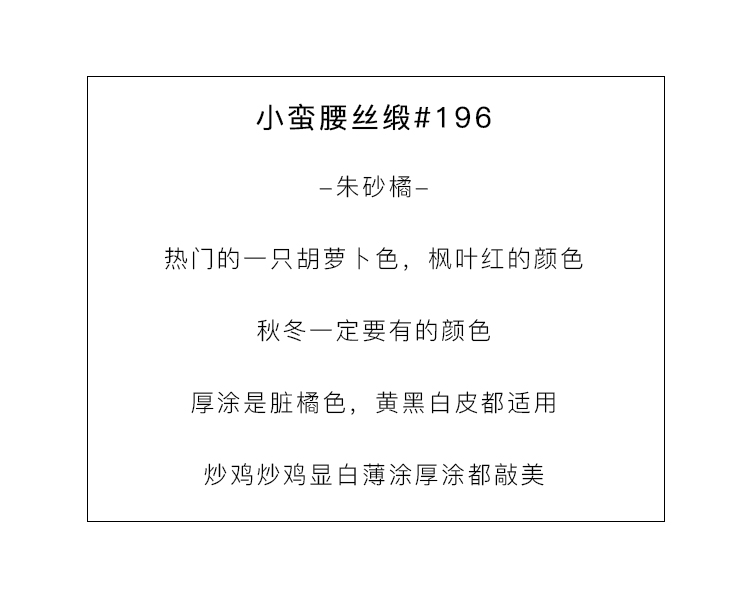 小蛮腰丝缎#196
–朱砂橘–
热门的一只胡萝卜色，枫叶红的颜色
秋冬一定要有的颜色
厚涂是脏橘色，黄黑白皮都适用
炒鸡炒鸡显白薄涂厚涂都敲美